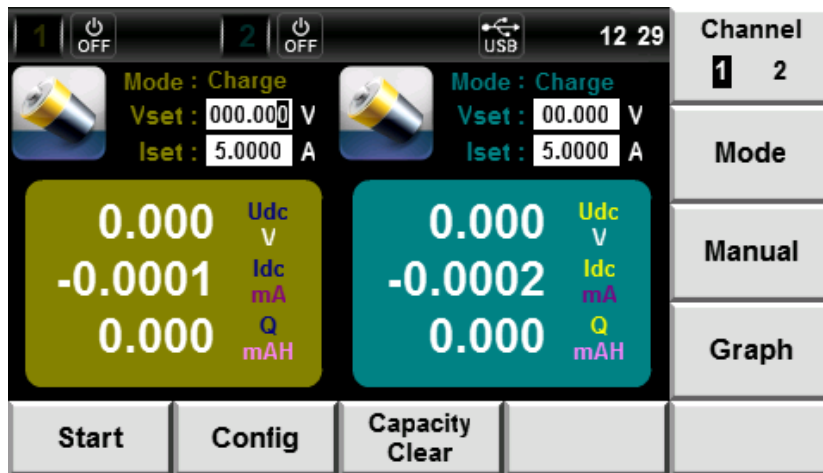 1 OFF 2 OFF USB 12 29
Channel
1 2
Mode : Charge
Vset : 000.000 V
Iset : 5.0000 A
Mode : Charge
Vset : 00.000 V
Iset : 5.0000 A
0.000 Udc V
-0.0001 Idc mA
0.000 Q mAH
0.000 Udc V
-0.0002 Idc mA
0.000 Q mAH
Mode
Manual
Graph
Start
Config
Capacity
Clear